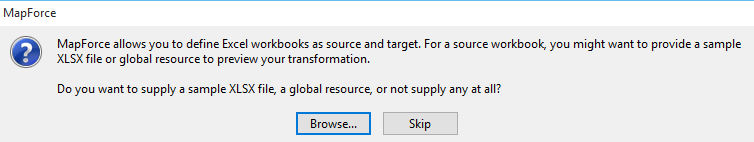 MapForce
MapForce allows you to define Excel workbooks as source and target. For a source workbook, you might want to provide a sample
XLSX file or global resource to preview your transformation.
Do you want to supply a sample XLSX file, a global resource, or not supply any at all?
Browse...
Skip